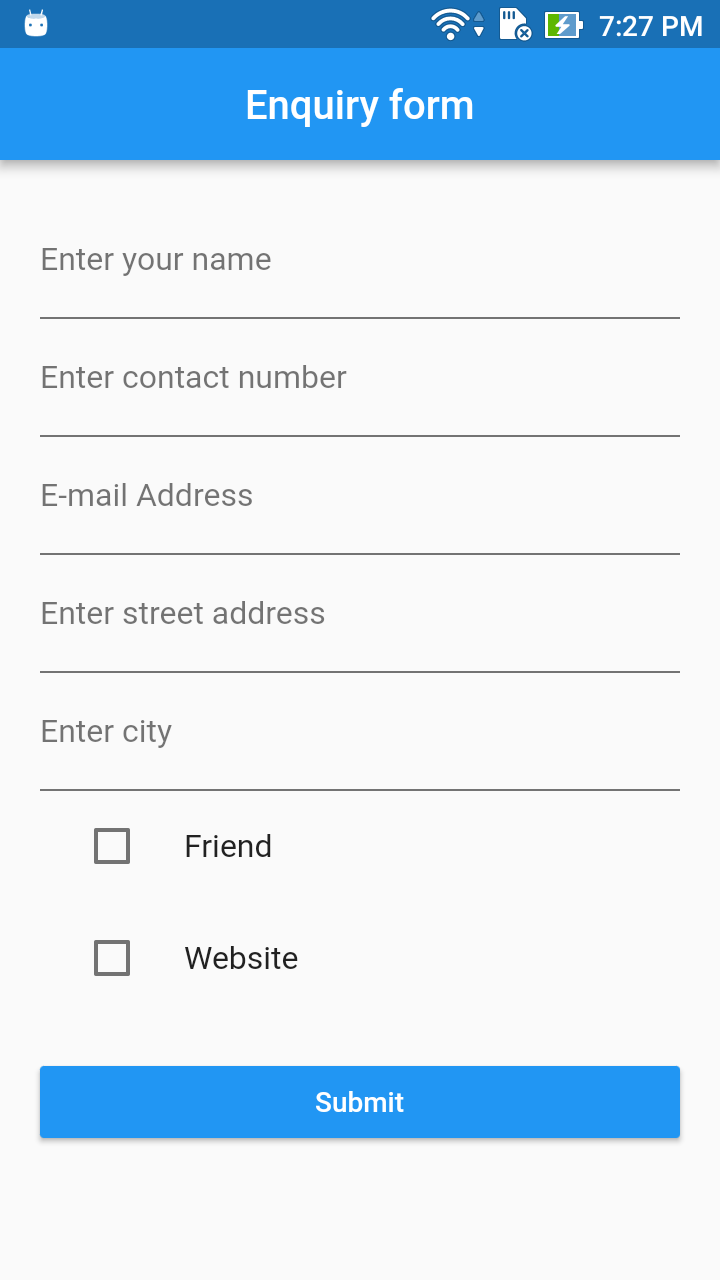 7:27 PM
Enquiry form
Enter your name
Enter contact number
E-mail Address
Enter street address
Enter city
Friend
Website
Submit